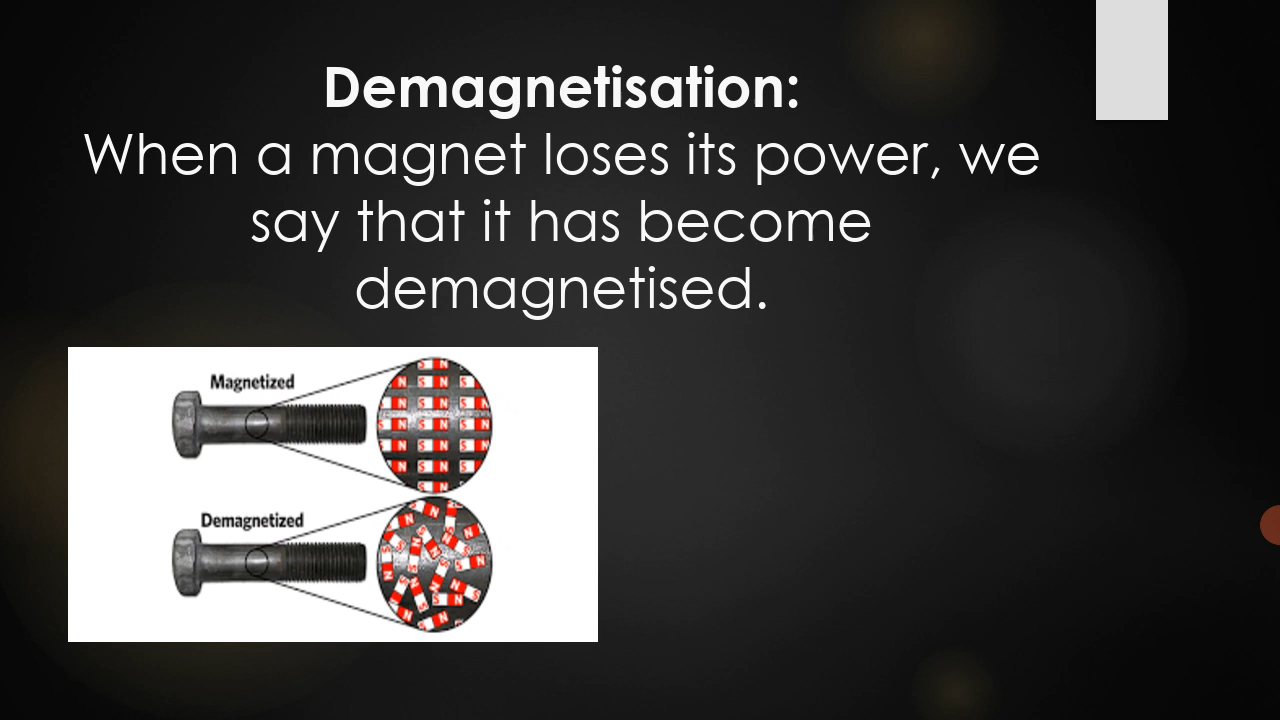 Demagnetisation:
When a magnet loses its power, we
say that it has become
demagnetised.
Magnetized
S N
N S N S
N S N S N
S N S N S N
N S N S N
N S N S
S N
Demagnetized